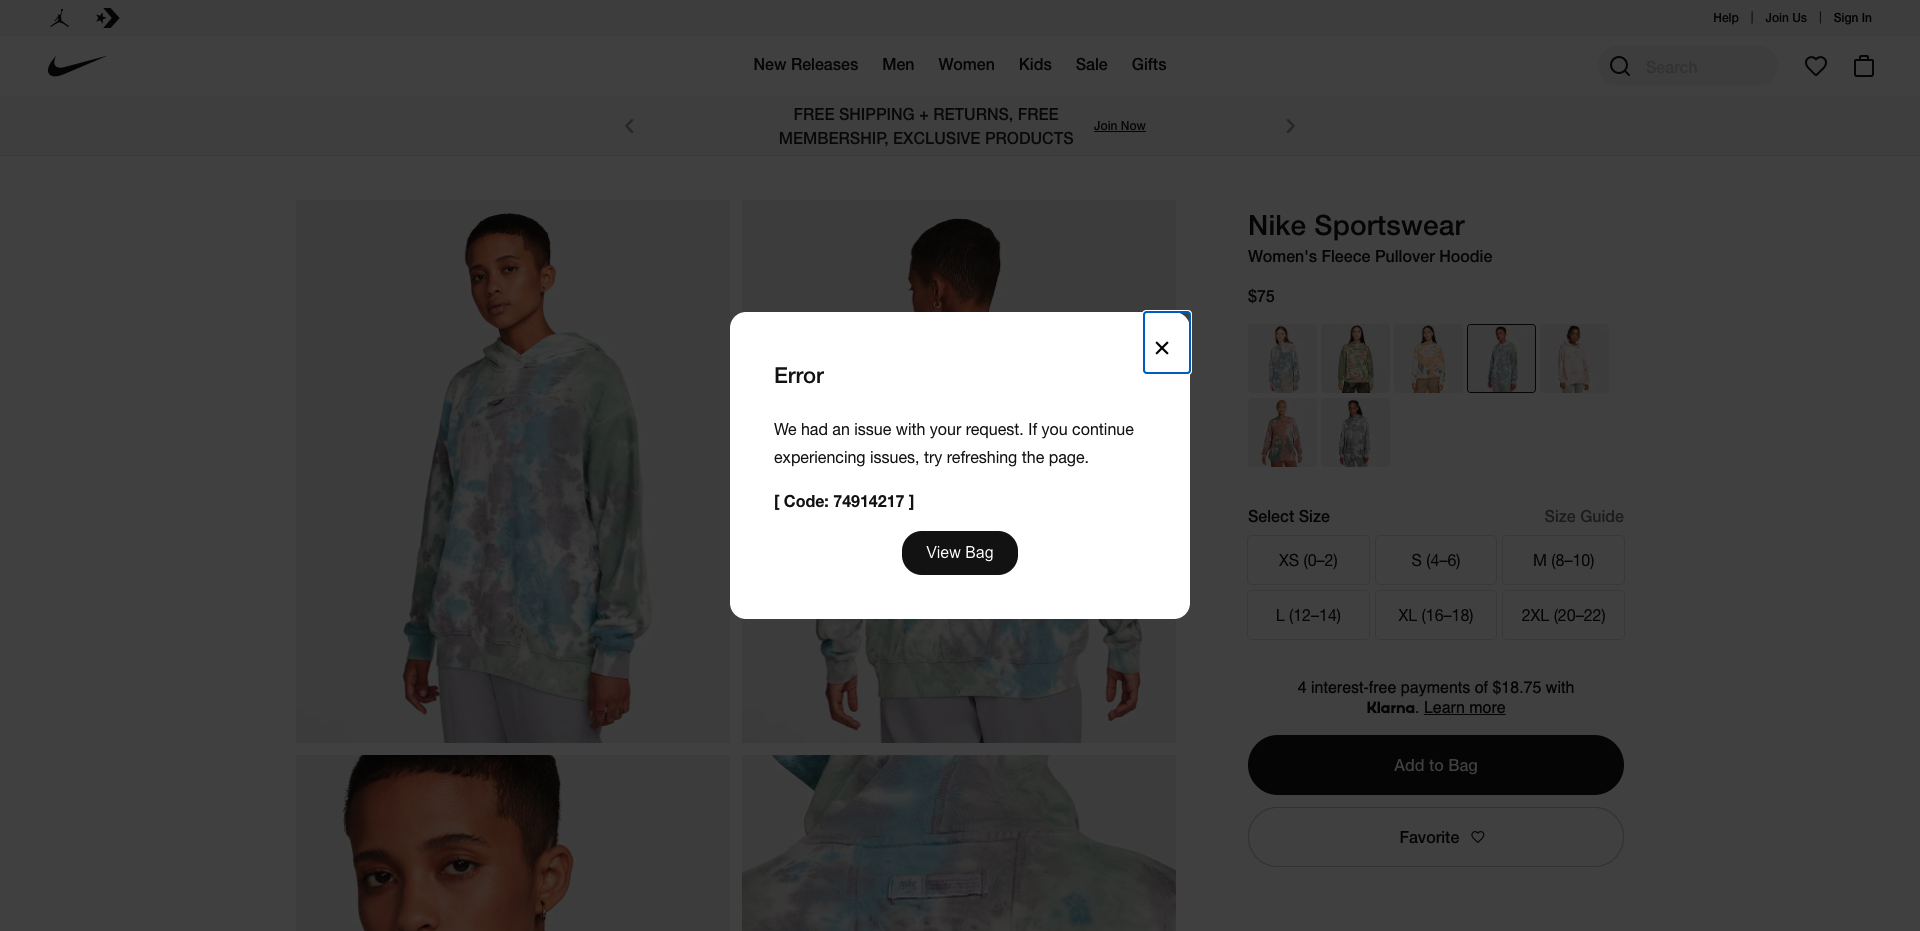 Help
Join Us
Sign In
New Releases
Men
Women
Kids
Sale
Gifts
Search
FREE SHIPPING + RETURNS, FREE
MEMBERSHIP, EXCLUSIVE PRODUCTS
Join Now
Nike Sportswear
Women's Fleece Pullover Hoodie
$75
Error
We had an issue with your request. If you continue
experiencing issues, try refreshing the page.
[ Code: 74914217 ]
View Bag
Select Size
Size Guide
XS (0–2)
S (4–6)
M (8–10)
L (12–14)
XL (16–18)
2XL (20–22)
4 interest-free payments of $18.75 with
Klarna. Learn more
Add to Bag
Favorite